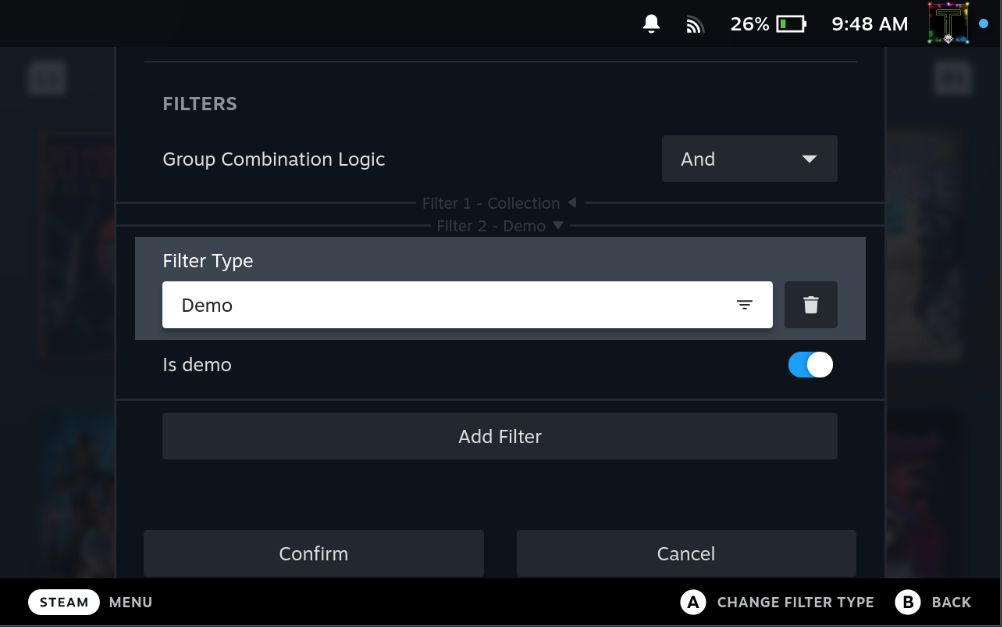 26% 9:48 AM
FILTERS
Group Combination Logic And
Filter 1 - Collection
Filter 2 - Demo
Filter Type
Demo
Is demo
Add Filter
Confirm Cancel
STEAM MENU A CHANGE FILTER TYPE B BACK